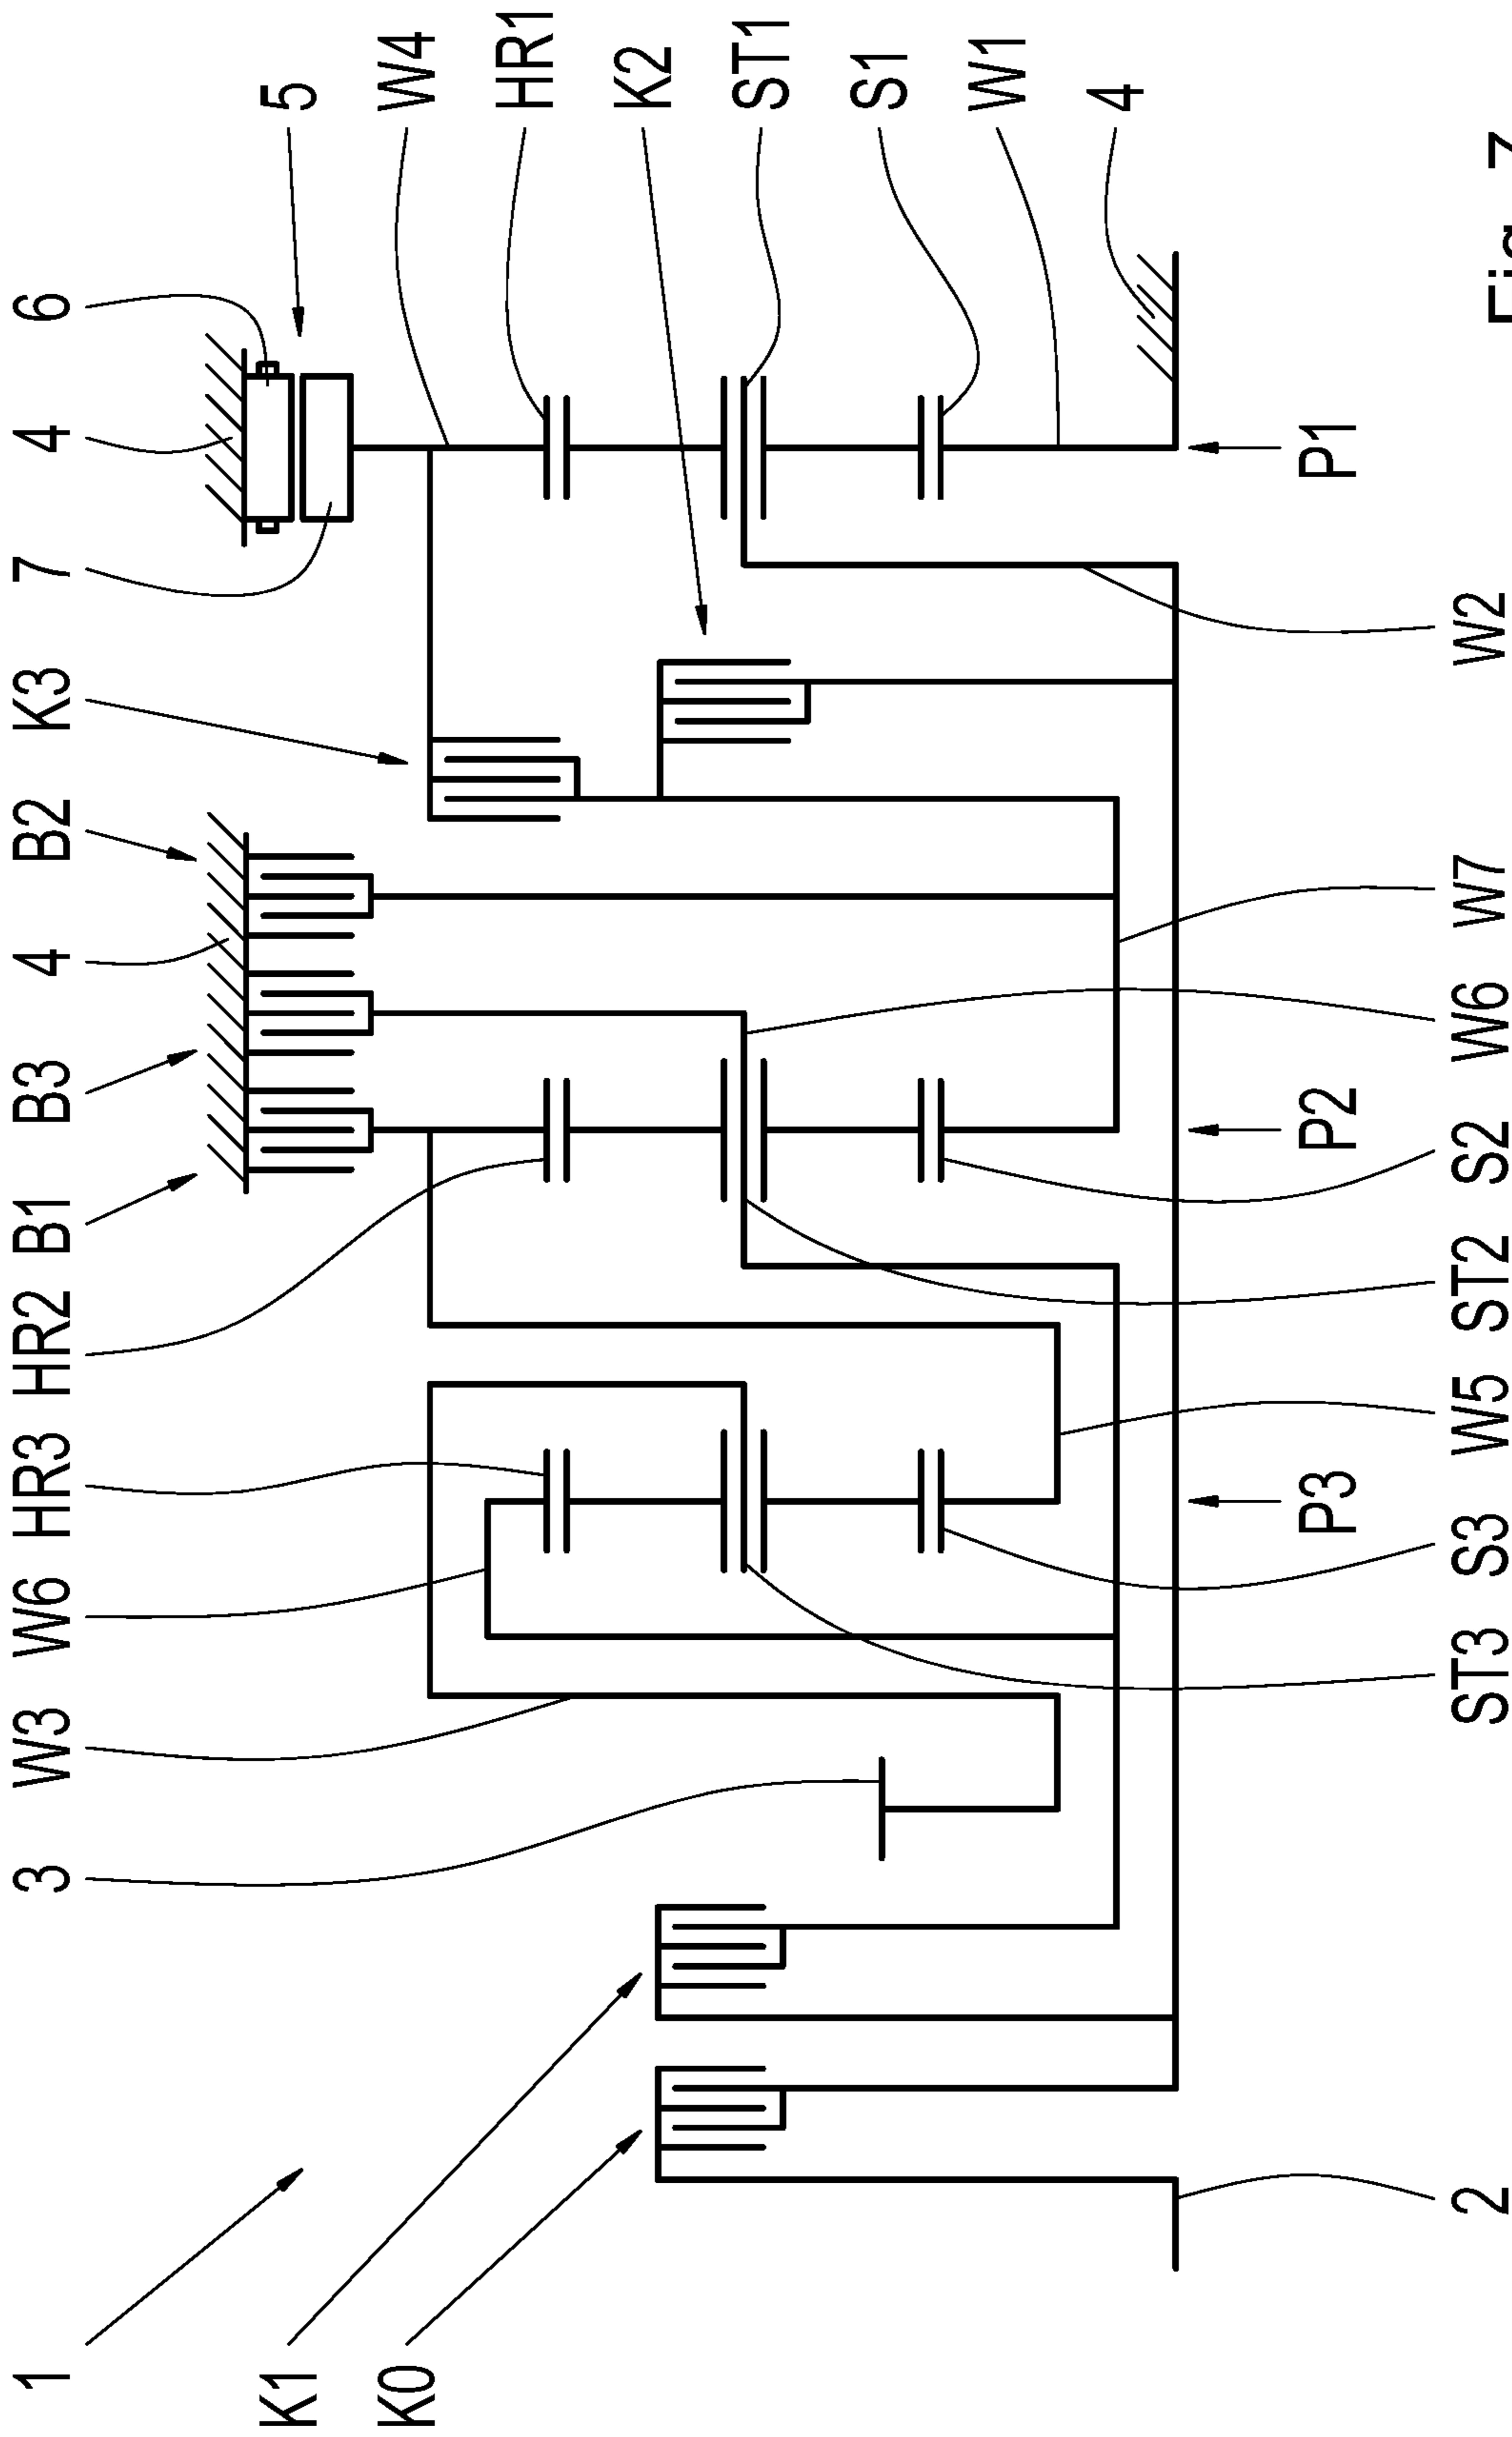 1 3 W3 W6 HR3 HR2 B1 B3 4 B2 K3 7 4 6
K1 5
K0 W4
HR1
K2
ST1
S1
W1
4
P3 P2 P1
2 ST3 S3 W5 ST2 S2 W6 W7 W2